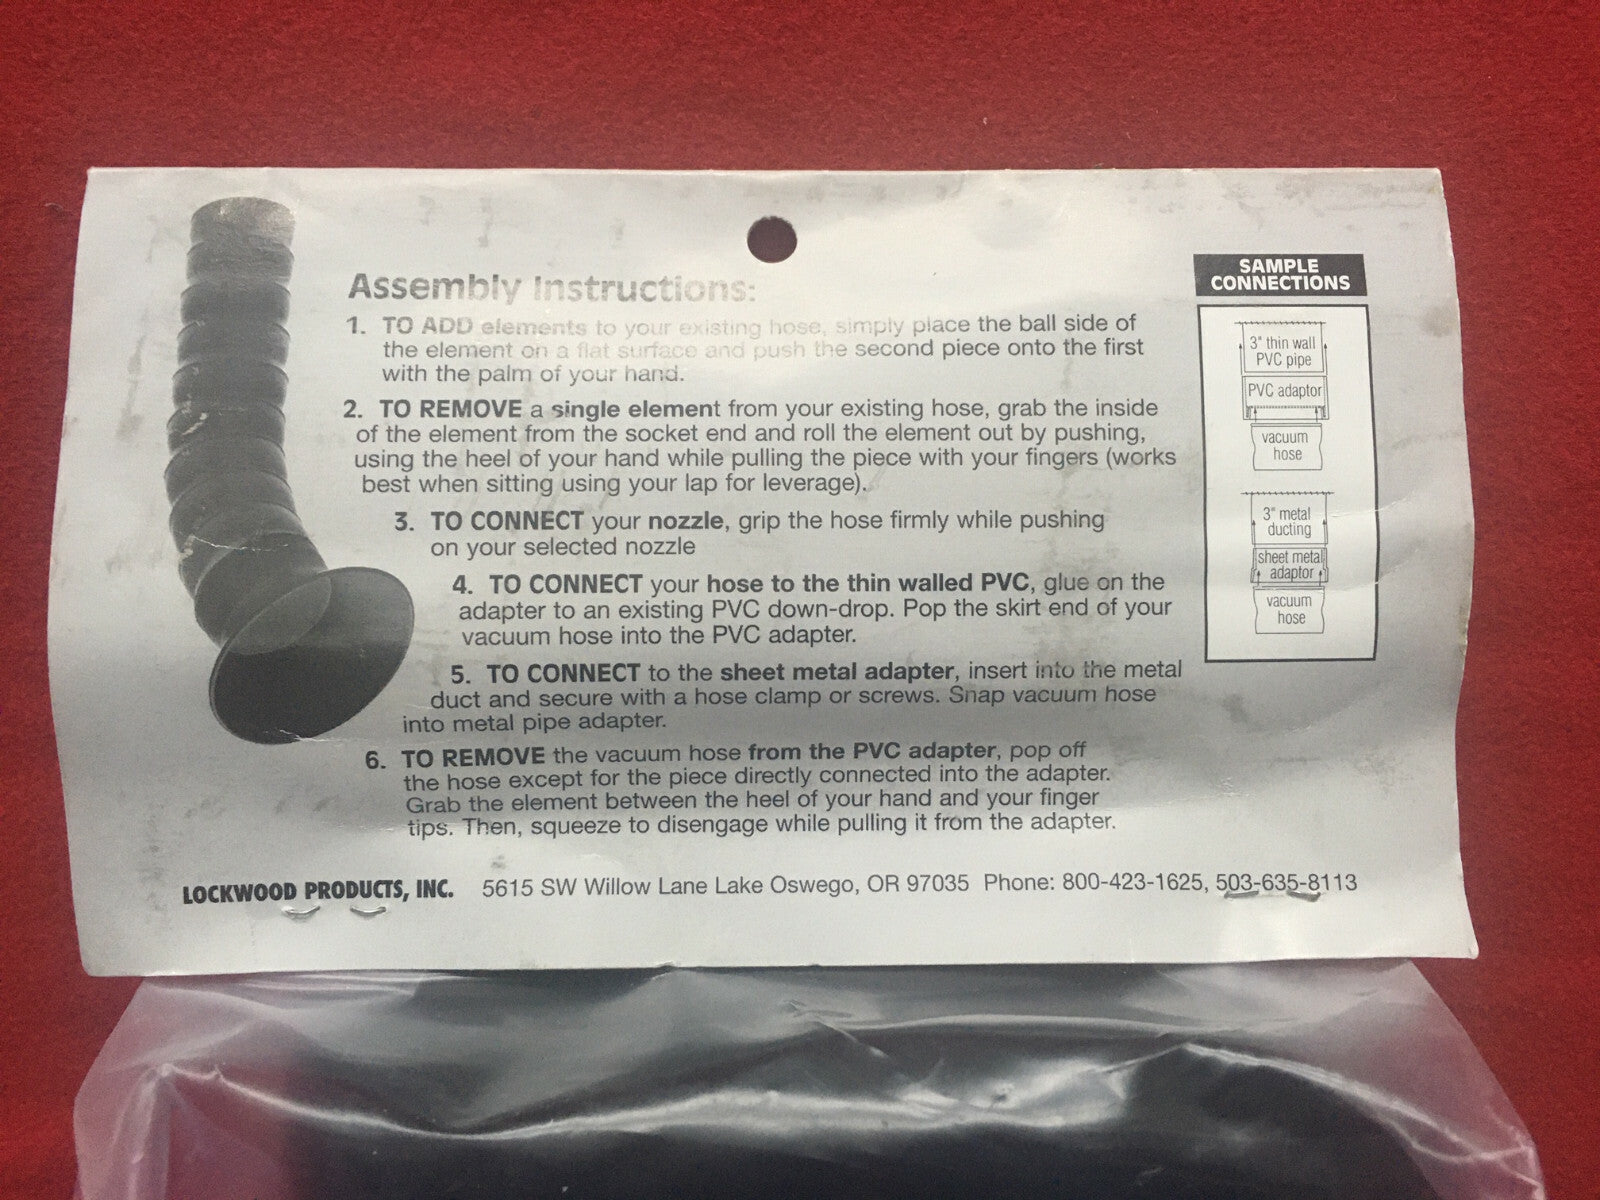 Assembly Instructions:
1. TO ADD elements to your existing hose, simply place the ball side of
the element on a flat surface and push the second piece onto the first
with the palm of your hand.
2. TO REMOVE a single element from your existing hose, grab the inside
of the element from the socket end and roll the element out by pushing,
using the heel of your hand while pulling the piece with your fingers (works
best when sitting using your lap for leverage).
3. TO CONNECT your nozzle, grip the hose firmly while pushing
on your selected nozzle
4. TO CONNECT your hose to the thin walled PVC, glue on the
adapter to an existing PVC down-drop. Pop the skirt end of your
vacuum hose into the PVC adapter.
5. TO CONNECT to the sheet metal adapter, insert into the metal
duct and secure with a hose clamp or screws. Snap vacuum hose
into metal pipe adapter.
6. TO REMOVE the vacuum hose from the PVC adapter, pop off
the hose except for the piece directly connected into the adapter.
Grab the element between the heel of your hand and your finger
tips. Then, squeeze to disengage while pulling it from the adapter.
LOCKWOOD PRODUCTS, INC. 5615 SW Willow Lane Lake Oswego, OR 97035 Phone: 800-423-1625, 503-635-8113
SAMPLE
CONNECTIONS
3" thin wall
PVC pipe
PVC adaptor
vacuum
hose
3" metal
ducting
sheet metal
adaptor
vacuum
hose